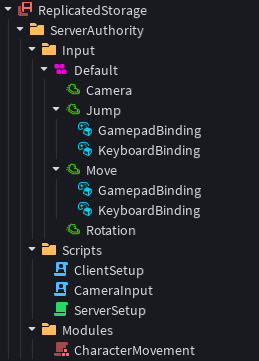 ReplicatedStorage
ServerAuthority
Input
Default
Camera
Jump
GamepadBinding
KeyboardBinding
Move
GamepadBinding
KeyboardBinding
Rotation
Scripts
ClientSetup
CameraInput
ServerSetup
Modules
CharacterMovement